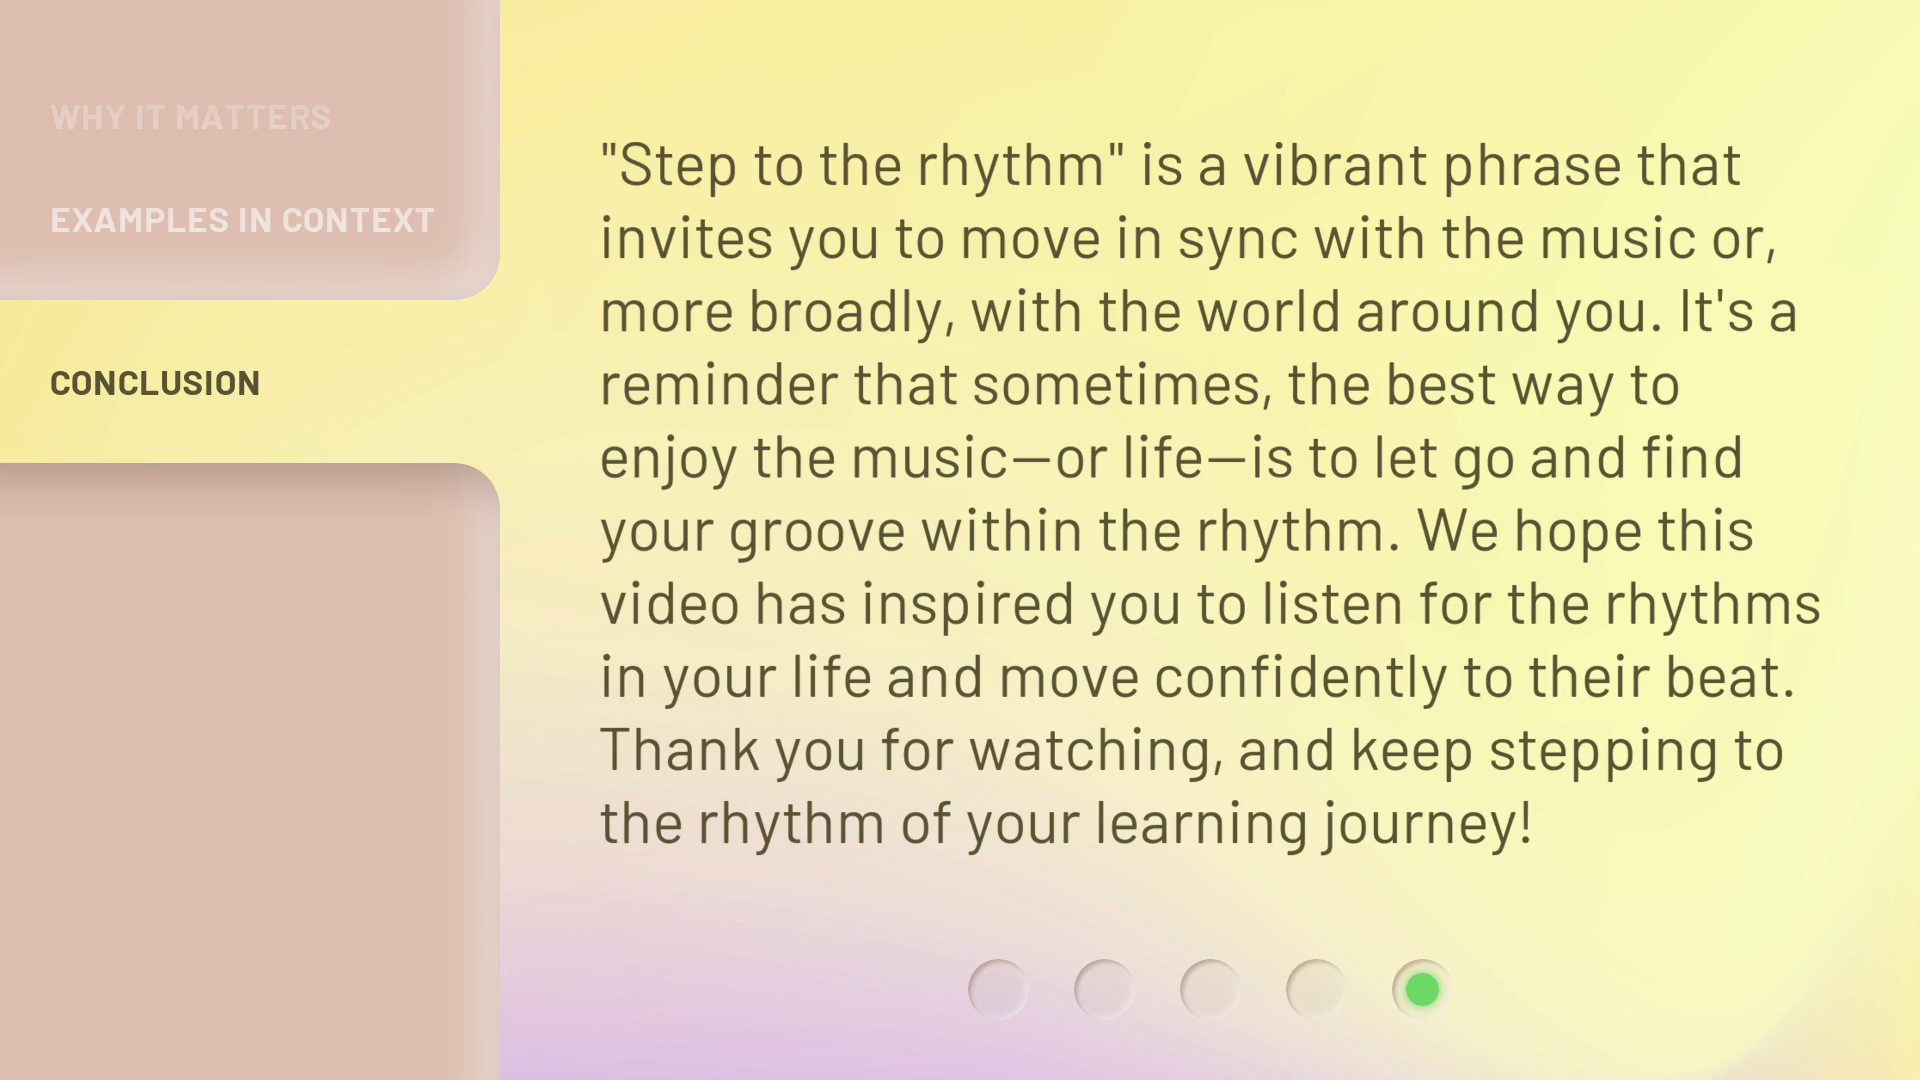 WHY IT MATTERS
EXAMPLES IN CONTEXT
CONCLUSION
"Step to the rhythm" is a vibrant phrase that
invites you to move in sync with the music or,
more broadly, with the world around you. It's a
reminder that sometimes, the best way to
enjoy the music—or life—is to let go and find
your groove within the rhythm. We hope this
video has inspired you to listen for the rhythms
in your life and move confidently to their beat.
Thank you for watching, and keep stepping to
the rhythm of your learning journey!